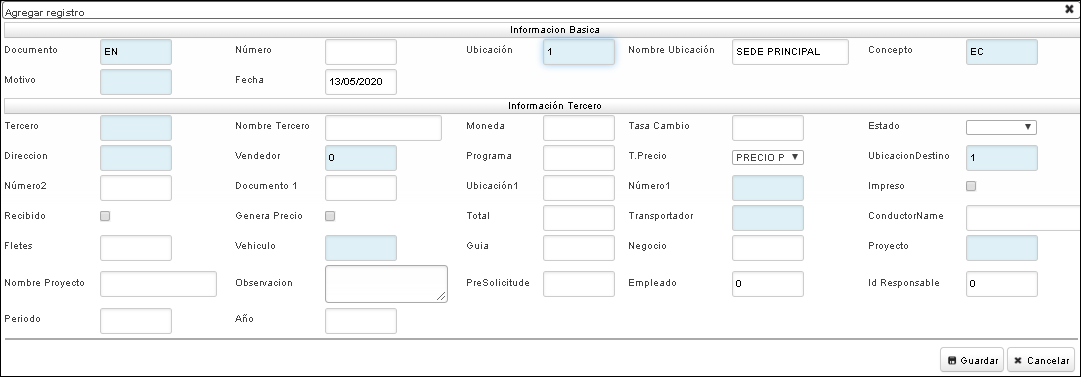 Agregar registro
Informacion Basica
Documento EN Número Ubicación 1 Nombre Ubicación SEDE PRINCIPAL Concepto EC
Motivo Fecha 13/05/2020
Información Tercero
Tercero Nombre Tercero Moneda Tasa Cambio Estado
Direccion Vendedor 0 Programa T.Precio PRECIO P UbicacionDestino 1
Número2 Documento 1 Ubicación1 Número1 Impreso
Recibido Genera Precio Total Transportador ConductorName
Fletes Vehiculo Guia Negocio Proyecto
Nombre Proyecto Observacion PreSolicitude Empleado 0 Id Responsable 0
Periodo Año
Guardar Cancelar